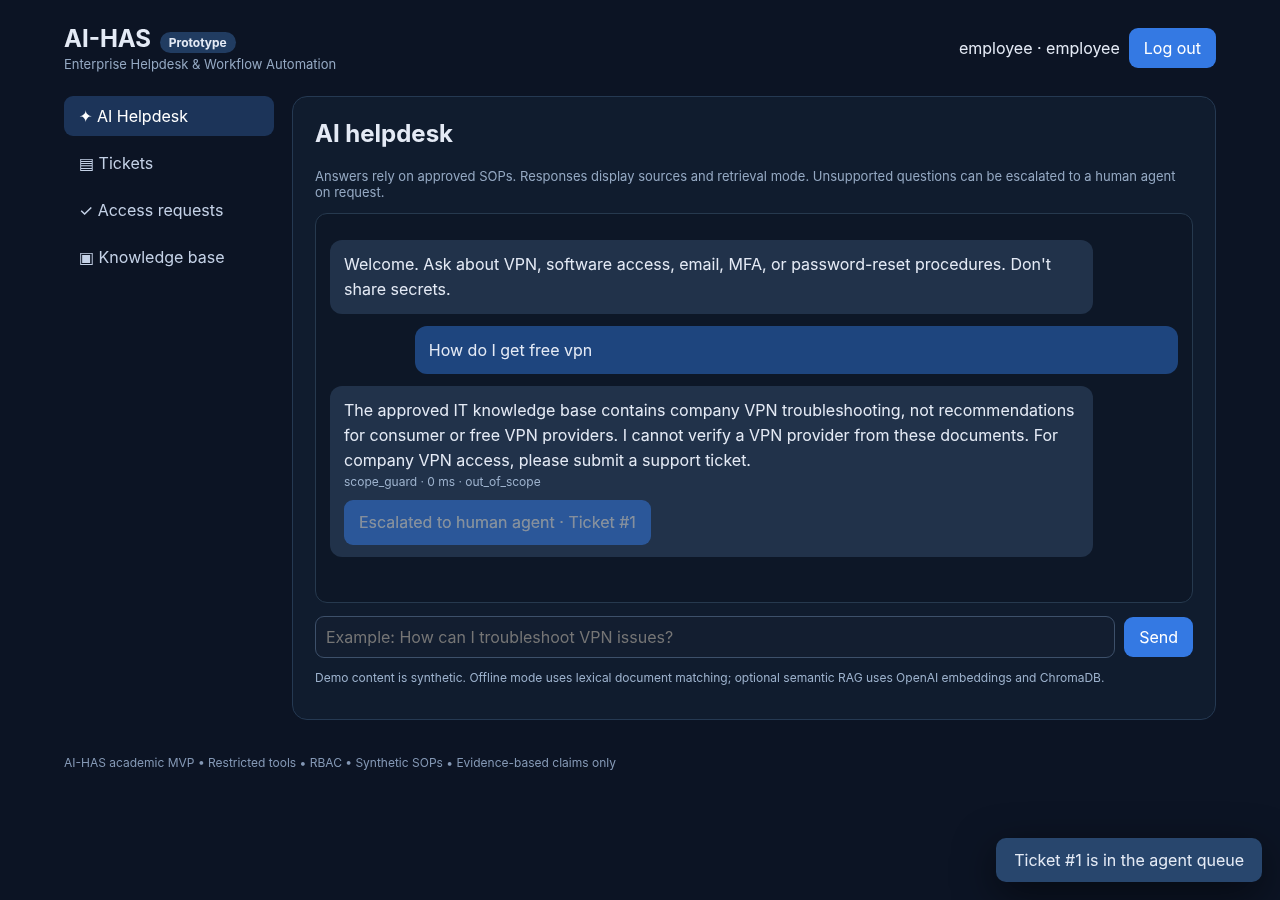 AI-HAS Prototype
Enterprise Helpdesk & Workflow Automation
employee · employee Log out
✦ AI Helpdesk
▤ Tickets
✓ Access requests
▣ Knowledge base
AI helpdesk
Answers rely on approved SOPs. Responses display sources and retrieval mode. Unsupported questions can be escalated to a human agent
on request.
Welcome. Ask about VPN, software access, email, MFA, or password-reset procedures. Don't
share secrets.
How do I get free vpn
The approved IT knowledge base contains company VPN troubleshooting, not recommendations
for consumer or free VPN providers. I cannot verify a VPN provider from these documents. For
company VPN access, please submit a support ticket.
scope_guard · 0 ms · out_of_scope
Escalated to human agent · Ticket #1
Example: How can I troubleshoot VPN issues? Send
Demo content is synthetic. Offline mode uses lexical document matching; optional semantic RAG uses OpenAI embeddings and ChromaDB.
AI-HAS academic MVP • Restricted tools • RBAC • Synthetic SOPs • Evidence-based claims only
Ticket #1 is in the agent queue